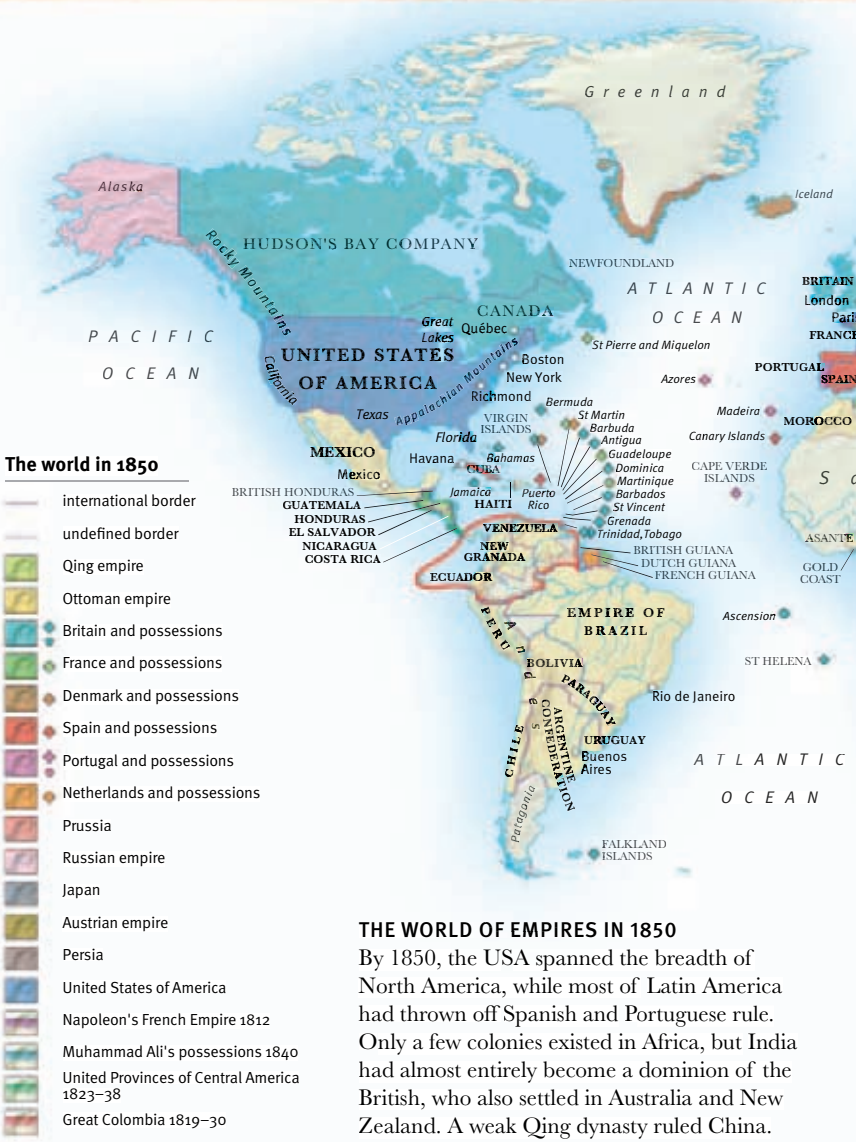 Greenland
Alaska
Iceland
Rocky Mountains
HUDSON'S BAY COMPANY
NEWFOUNDLAND
ATLANTIC
OCEAN
BRITAIN
London
Pari
FRANCE
CANADA
Great
Lakes
Québec
PACIFIC
OCEAN
St Pierre and Miquelon
UNITED STATES
OF AMERICA
California
Appalachian Mountains
Boston
New York
Richmond
Azores
PORTUGAL
SPAIN
Texas
Bermuda
Madeira
MOROCCO
VIRGIN
ISLANDS
St Martin
Barbuda
Antigua
Guadeloupe
Dominica
Martinique
Barbados
St Vincent
Grenada
Trinidad,Tobago
Canary Islands
Florida
MEXICO
Mexico
Havana
Bahamas
CUBA
Jamaica
HAITI
Puerto
Rico
CAPE VERDE
ISLANDS
S a
ASANTE
GOLD
COAST
BRITISH HONDURAS
GUATEMALA
HONDURAS
EL SALVADOR
NICARAGUA
COSTA RICA
VENEZUELA
NEW
GRANADA
ECUADOR
BRITISH GUIANA
DUTCH GUIANA
FRENCH GUIANA
EMPIRE OF
BRAZIL
Ascension
ST HELENA
PERU
Andes
BOLIVIA
PARAGUAY
Rio de Janeiro
CHILE
ARGENTINE
CONFEDERATION
URUGUAY
Buenos
Aires
ATLANTIC
OCEAN
Patagonia
FALKLAND
ISLANDS
The world in 1850
international border
undefined border
Qing empire
Ottoman empire
Britain and possessions
France and possessions
Denmark and possessions
Spain and possessions
Portugal and possessions
Netherlands and possessions
Prussia
Russian empire
Japan
Austrian empire
Persia
United States of America
Napoleon's French Empire 1812
Muhammad Ali's possessions 1840
United Provinces of Central America
1823–38
Great Colombia 1819–30
THE WORLD OF EMPIRES IN 1850
By 1850, the USA spanned the breadth of
North America, while most of Latin America
had thrown off Spanish and Portuguese rule.
Only a few colonies existed in Africa, but India
had almost entirely become a dominion of the
British, who also settled in Australia and New
Zealand. A weak Qing dynasty ruled China.